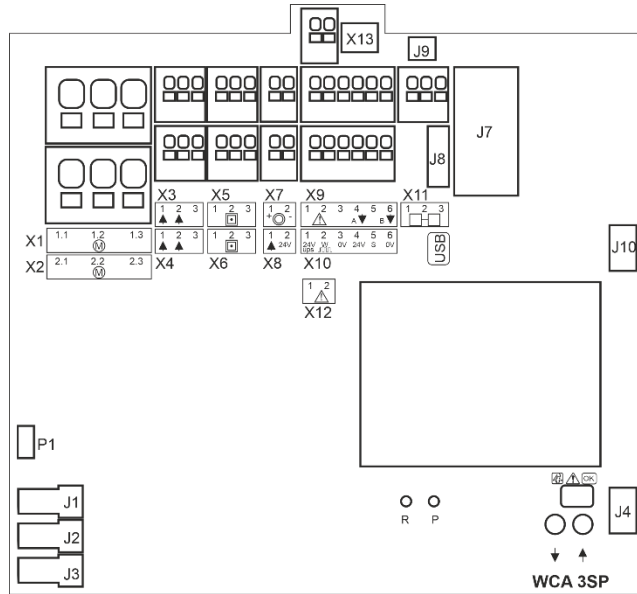 X13
J9
J7
J8
X3 X5 X7 X9 X11
1 2 3 1 2 3 1 2 1 2 3 4 5 6 1 2 3
+ - A B
X1 1.1 1.2 1.3
M
1 2 3 1 2 3 1 2 1 2 3 4 5 6
24V 24V ups W 0V 24V S 0V
X4 X6 X8 X10
USB
J10
X2 2.1 2.2 2.3
M
1 2
X12
P1
OK
J1
J2
J3
R P
J4
WCA 3SP